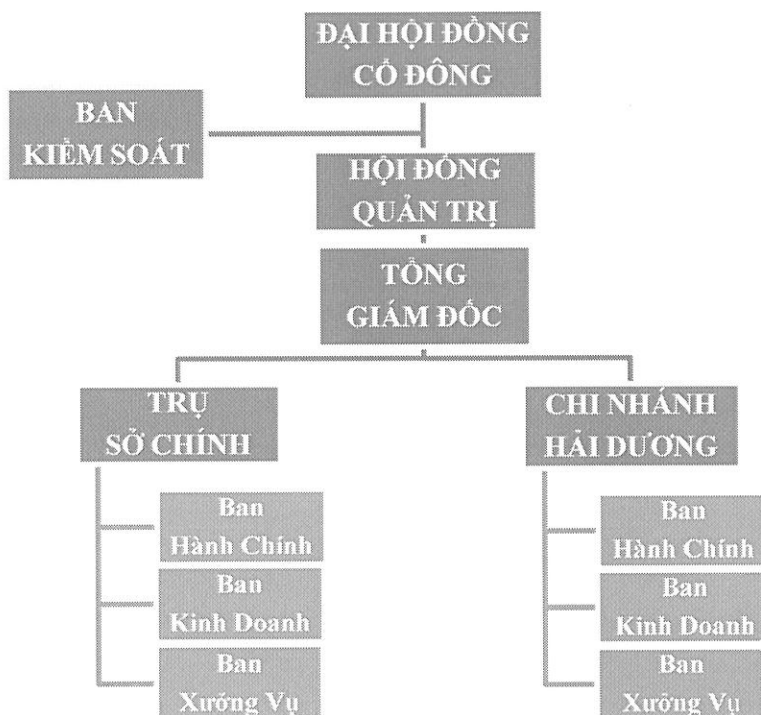 ĐẠI HỘI ĐỒNG
CỔ ĐÔNG
BAN
KIỂM SOÁT
HỘI ĐỒNG
QUẢN TRỊ
TỔNG
GIÁM ĐỐC
TRỤ
SỞ CHÍNH
CHI NHÁNH
HẢI DƯƠNG
Ban
Hành Chính
Ban
Kinh Doanh
Ban
Xưởng Vụ
Ban
Hành Chính
Ban
Kinh Doanh
Ban
Xưởng Vụ